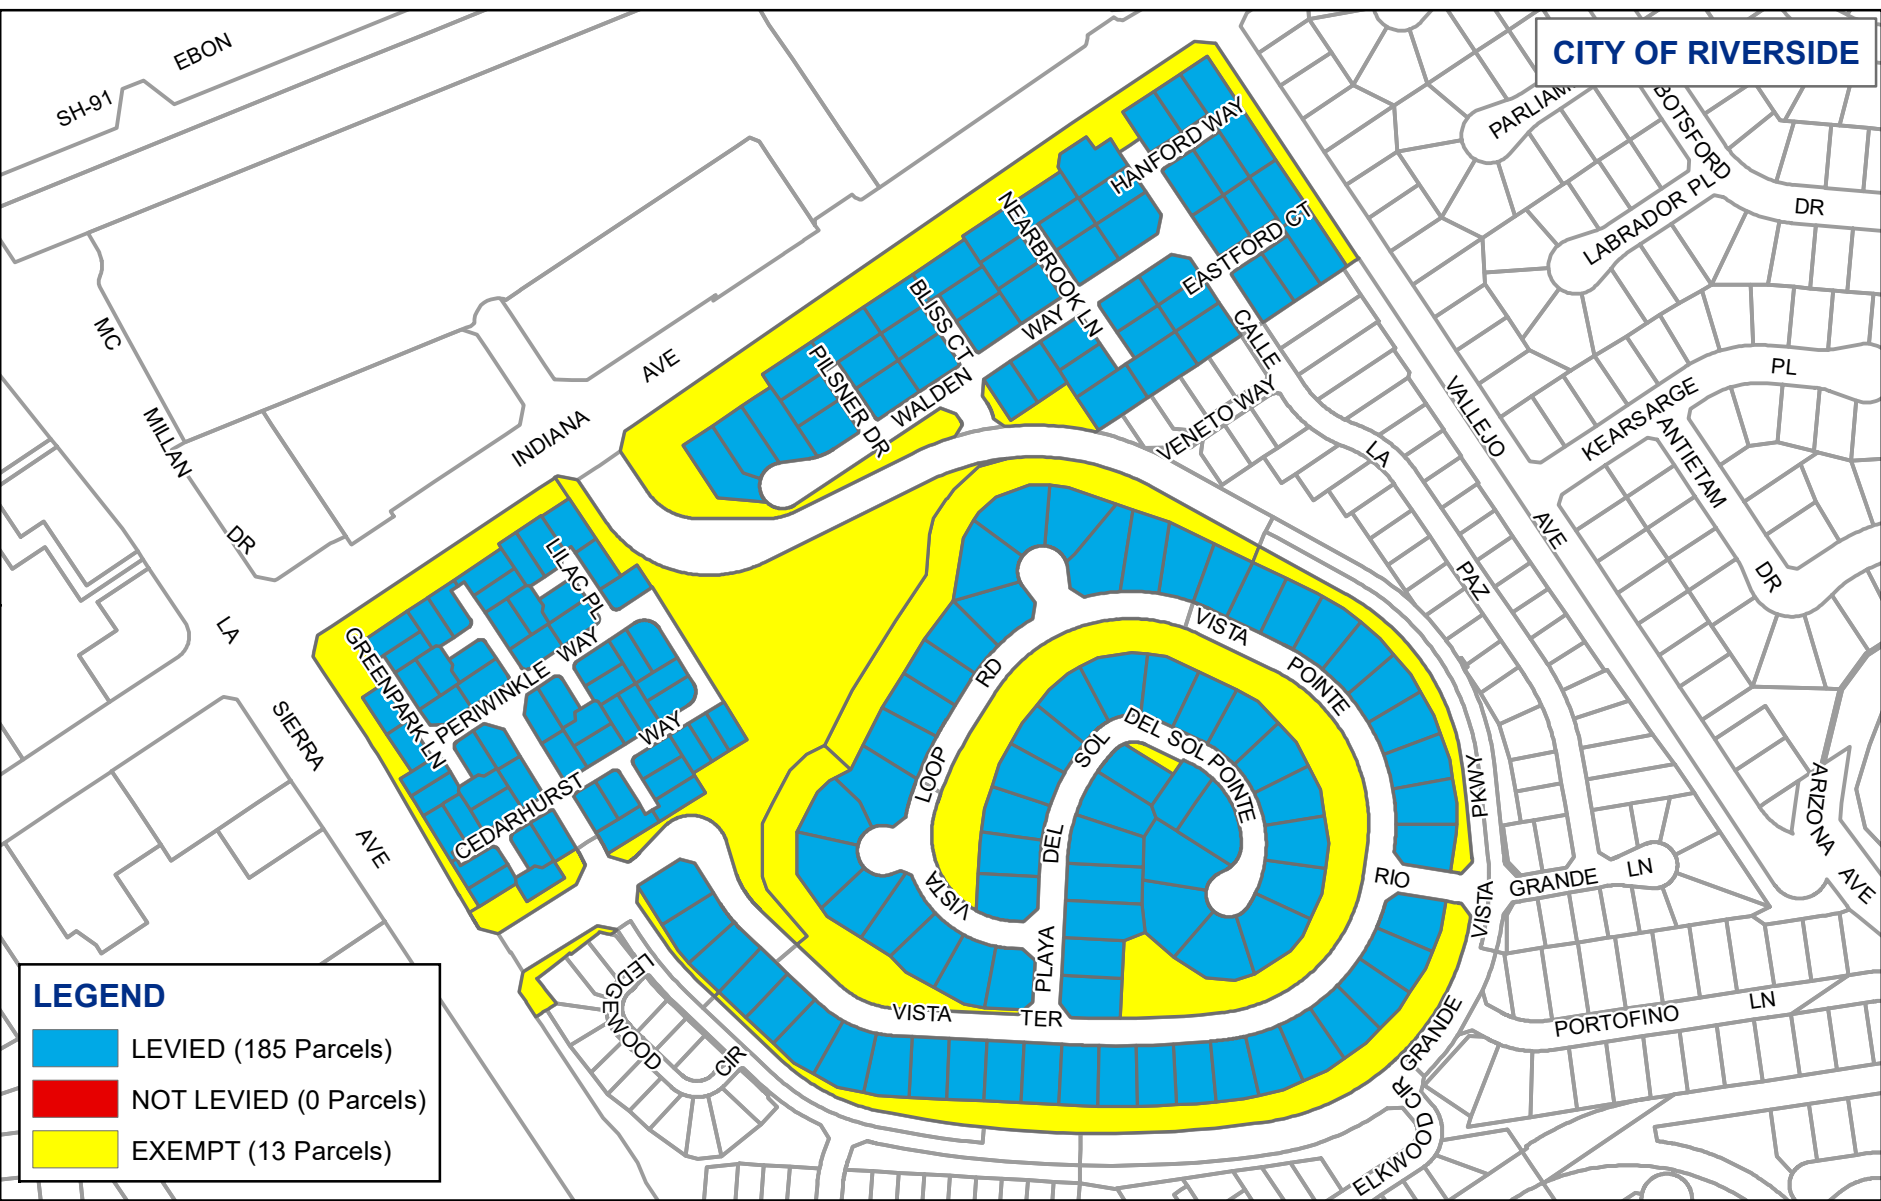 CITY OF RIVERSIDE
EBON
SH-91
PARLIAM
BOTSFORD
DR
HANFORD WAY
LABRADOR PL
EASTFORD CT
NEARBROOK LN
BLISS CT
WAY
CALLE
MC
MILLAN
DR
AVE
INDIANA
PILSNER DR
WALDEN
VENETO WAY
VALLEJO
AVE
PL
KEARSARGE
ANTIETAM
DR
LA
PAZ
LILAC PL
GREENPARK LN
PERIWINKLE WAY
CEDARHURST
WAY
LA
SIERRA
AVE
RD
LOOP
VISTA
VISTA
POINTE
DEL SOL POINTE
SOL
DEL
PLAYA
PKWY
ARIZONA
AVE
RIO
GRANDE
LN
VISTA
LEDGEWOOD
CIR
VISTA
TER
GRANDE
PORTOFINO
LN
ELKWOOD CIR
LEGEND
LEVIED (185 Parcels)
NOT LEVIED (0 Parcels)
EXEMPT (13 Parcels)